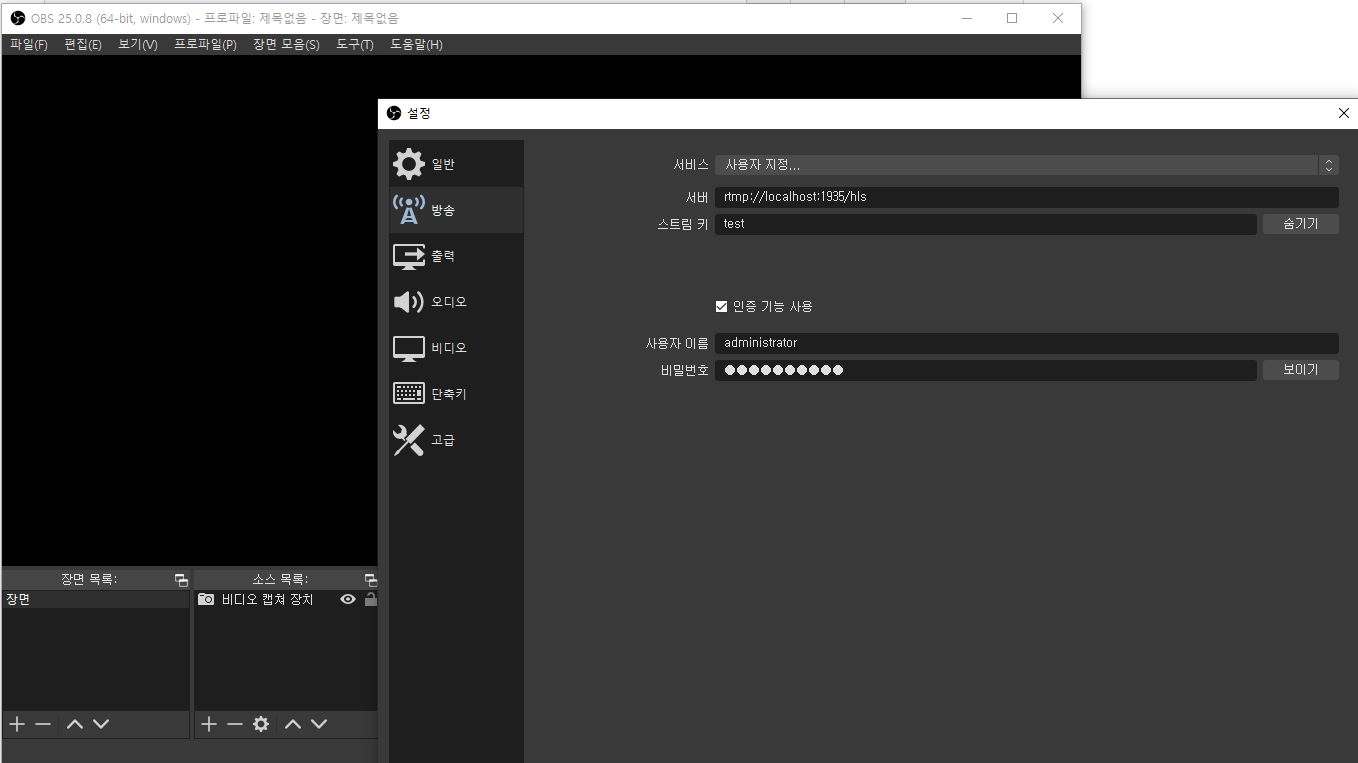 OBS 25.0.8 (64-bit, windows) - 프로파일: 제목없음 - 장면: 제목없음
파일(F) 편집(E) 보기(V) 프로파일(P) 장면 모음(S) 도구(T) 도움말(H)
설정
일반
방송
출력
오디오
비디오
단축키
고급
서비스 사용자 지정...
서버 rtmp://localhost:1935/hls
스트림 키 test 숨기기
인증 기능 사용
사용자 이름 administrator
비밀번호 ●●●●●●●●●● 보이기
장면 목록:
장면
소스 목록:
비디오 캡쳐 장치